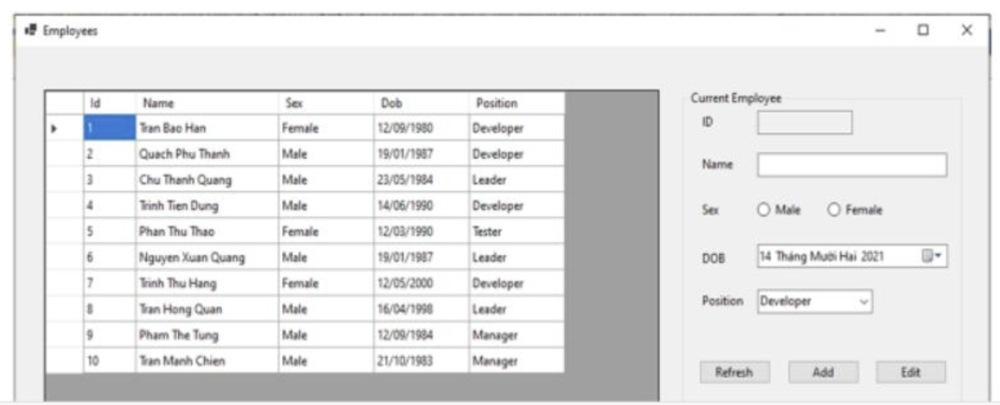 Employees
Id Name Sex Dob Position
1 Tran Bao Han Female 12/09/1980 Developer
2 Quach Phu Thanh Male 19/01/1987 Developer
3 Chu Thanh Quang Male 23/05/1984 Leader
4 Trinh Tien Dung Male 14/06/1990 Developer
5 Phan Thu Thao Female 12/03/1990 Tester
6 Nguyen Xuan Quang Male 19/01/1987 Leader
7 Trinh Thu Hang Female 12/05/2000 Developer
8 Tran Hong Quan Male 16/04/1998 Leader
9 Pham The Tung Male 12/09/1984 Manager
10 Tran Manh Chien Male 21/10/1983 Manager
Current Employee
ID
Name
Sex Male Female
DOB 14 Tháng Mười Hai 2021
Position Developer
Refresh Add Edit